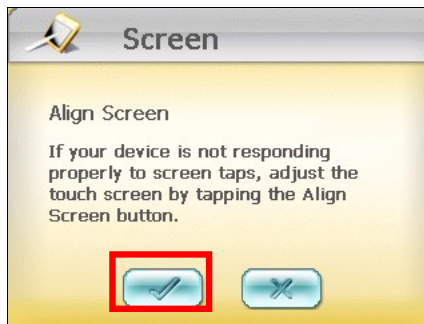 Screen
Align Screen
If your device is not responding
properly to screen taps, adjust the
touch screen by tapping the Align
Screen button.